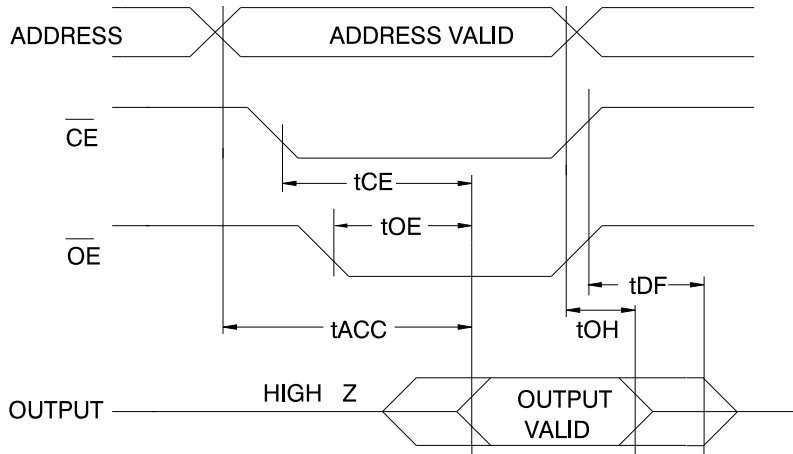 ADDRESS
ADDRESS VALID
CE
tCE
tOE
OE
tDF
tACC
tOH
HIGH Z
OUTPUT
OUTPUT
VALID